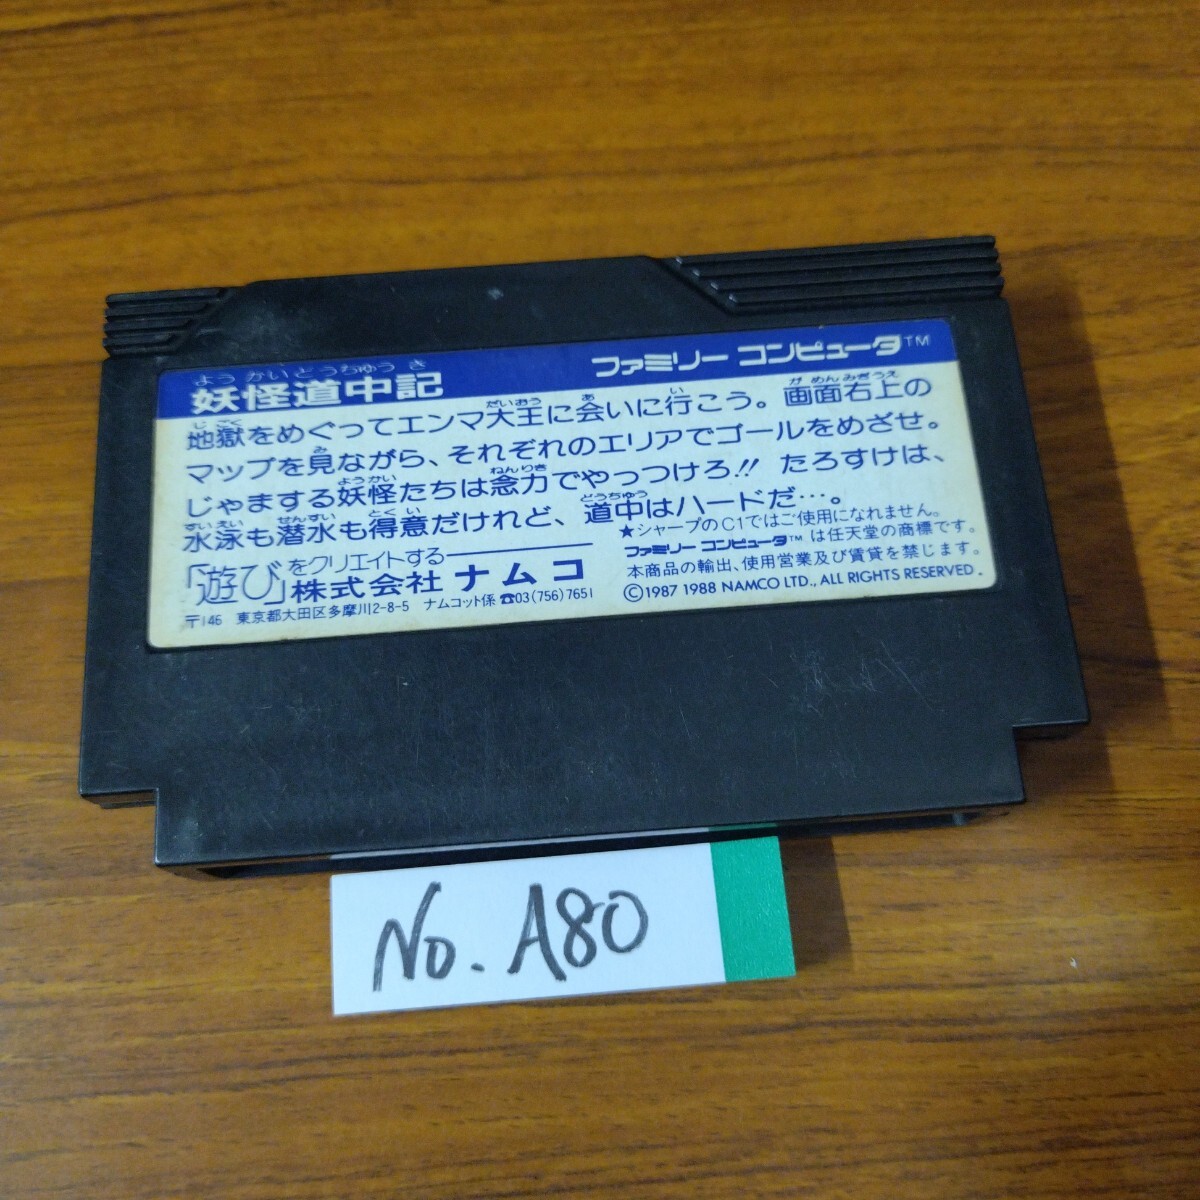 よう かい どう ちゅう き
妖怪道中記
ファミリー コンピュータ™
じごく だいおう あ い がめんみぎうえ
地獄をめぐってエンマ大王に会いに行こう。画面右上の
み
マップを見ながら、それぞれのエリアでゴールをめざせ。
ようかい ねんりき
じゃまする妖怪たちは念力でやっつけろ!! たろすけは、
すいえい せんすい とくい どうちゅう
水泳も潜水も得意だけれど、道中はハードだ…。
★シャープのC1ではご使用になれません。
ファミリー コンピュータ™ は任天堂の商標です。
本商品の輸出、使用営業及び賃貸を禁じます。
©1987 1988 NAMCO LTD., ALL RIGHTS RESERVED.
「遊び」をクリエイトする
株式会社 ナムコ
〒146 東京都大田区多摩川2-8-5 ナムコット係 ☎03(756)7651
No. A80